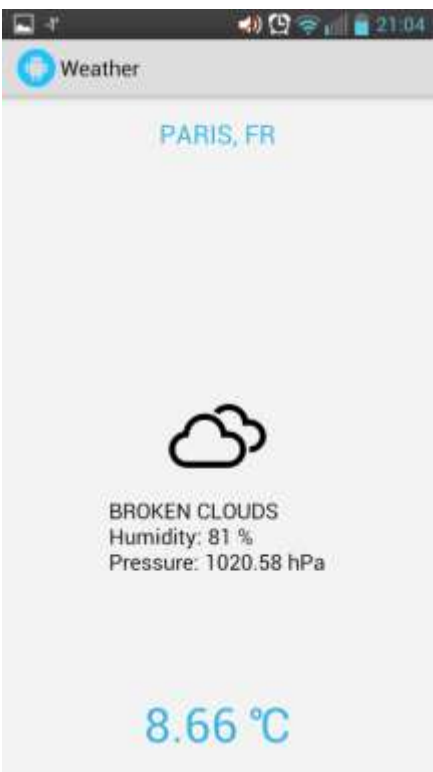 21:04
Weather
PARIS, FR
BROKEN CLOUDS
Humidity: 81 %
Pressure: 1020.58 hPa
8.66 ℃